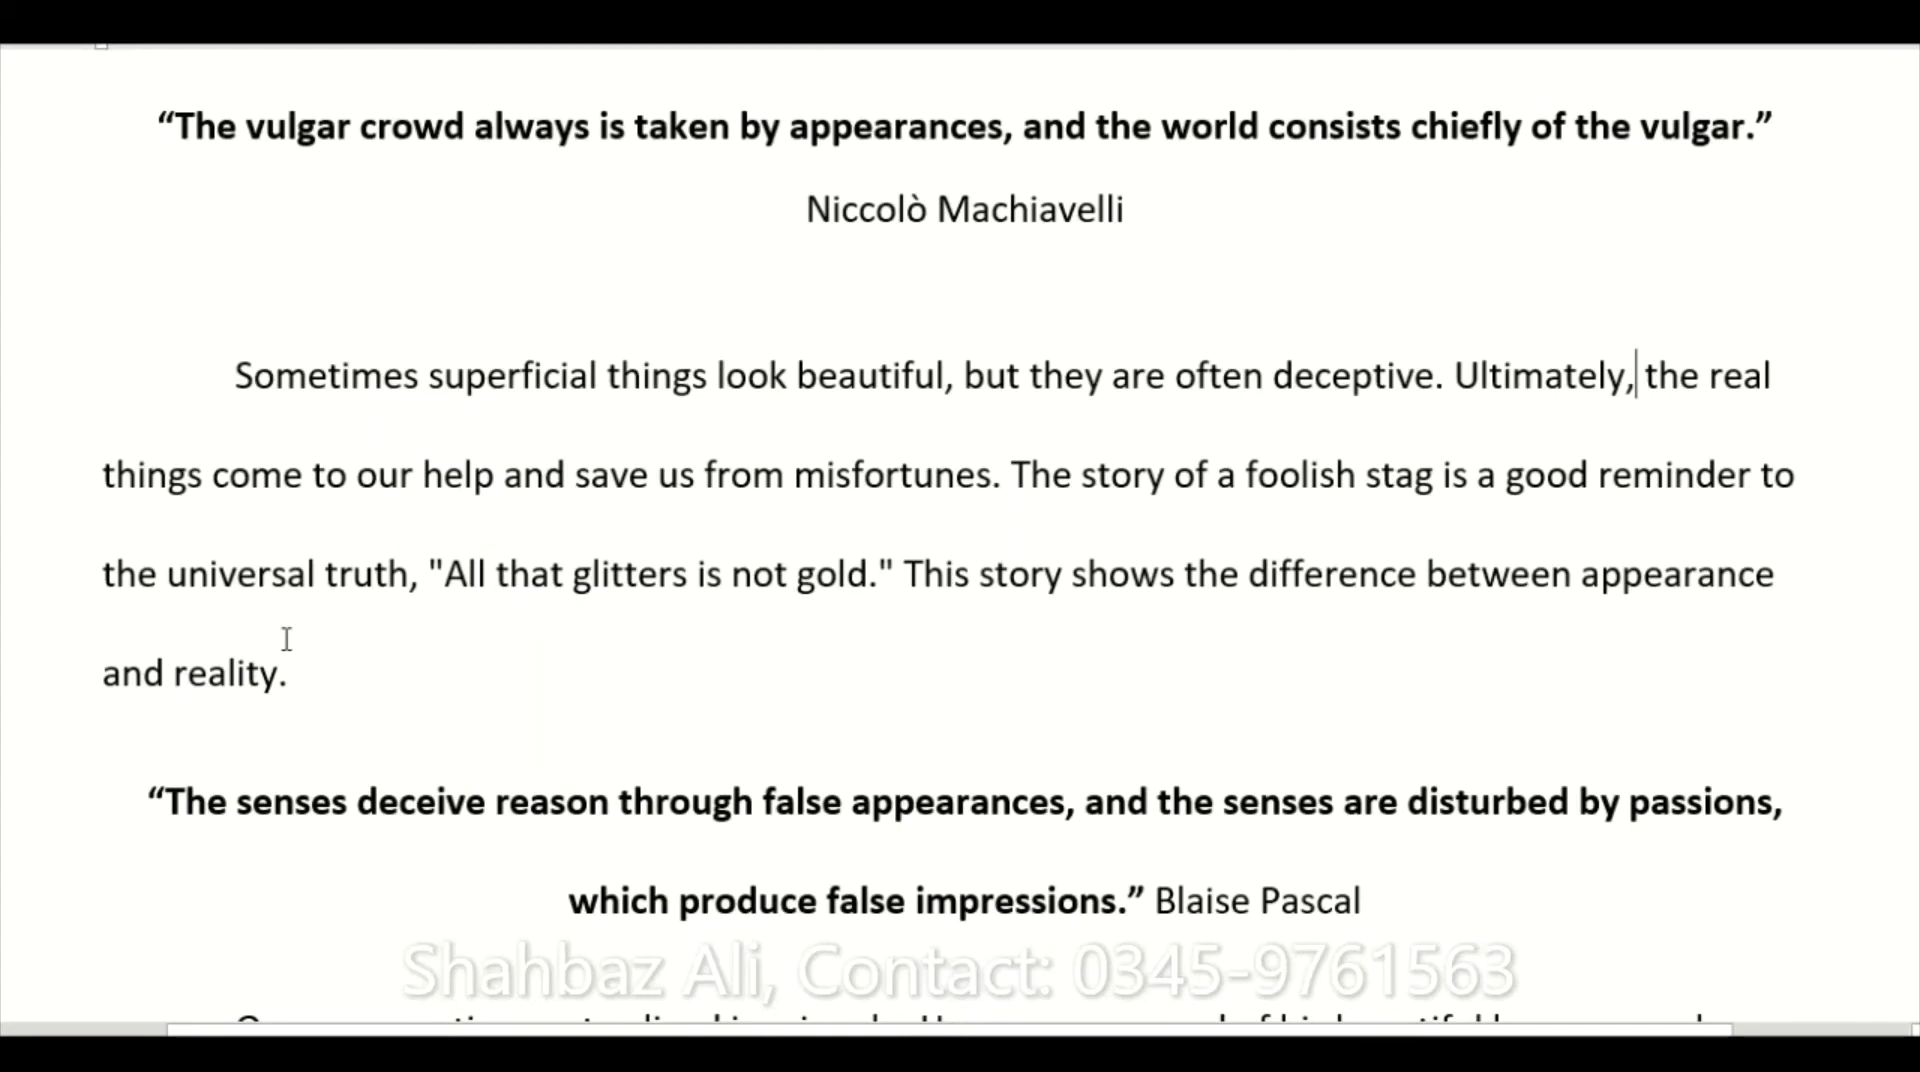 “The vulgar crowd always is taken by appearances, and the world consists chiefly of the vulgar.”
Niccolò Machiavelli
Sometimes superficial things look beautiful, but they are often deceptive. Ultimately, the real
things come to our help and save us from misfortunes. The story of a foolish stag is a good reminder to
the universal truth, "All that glitters is not gold." This story shows the difference between appearance
and reality.
“The senses deceive reason through false appearances, and the senses are disturbed by passions,
which produce false impressions.” Blaise Pascal
Shahbaz Ali, Contact: 0345-9761563